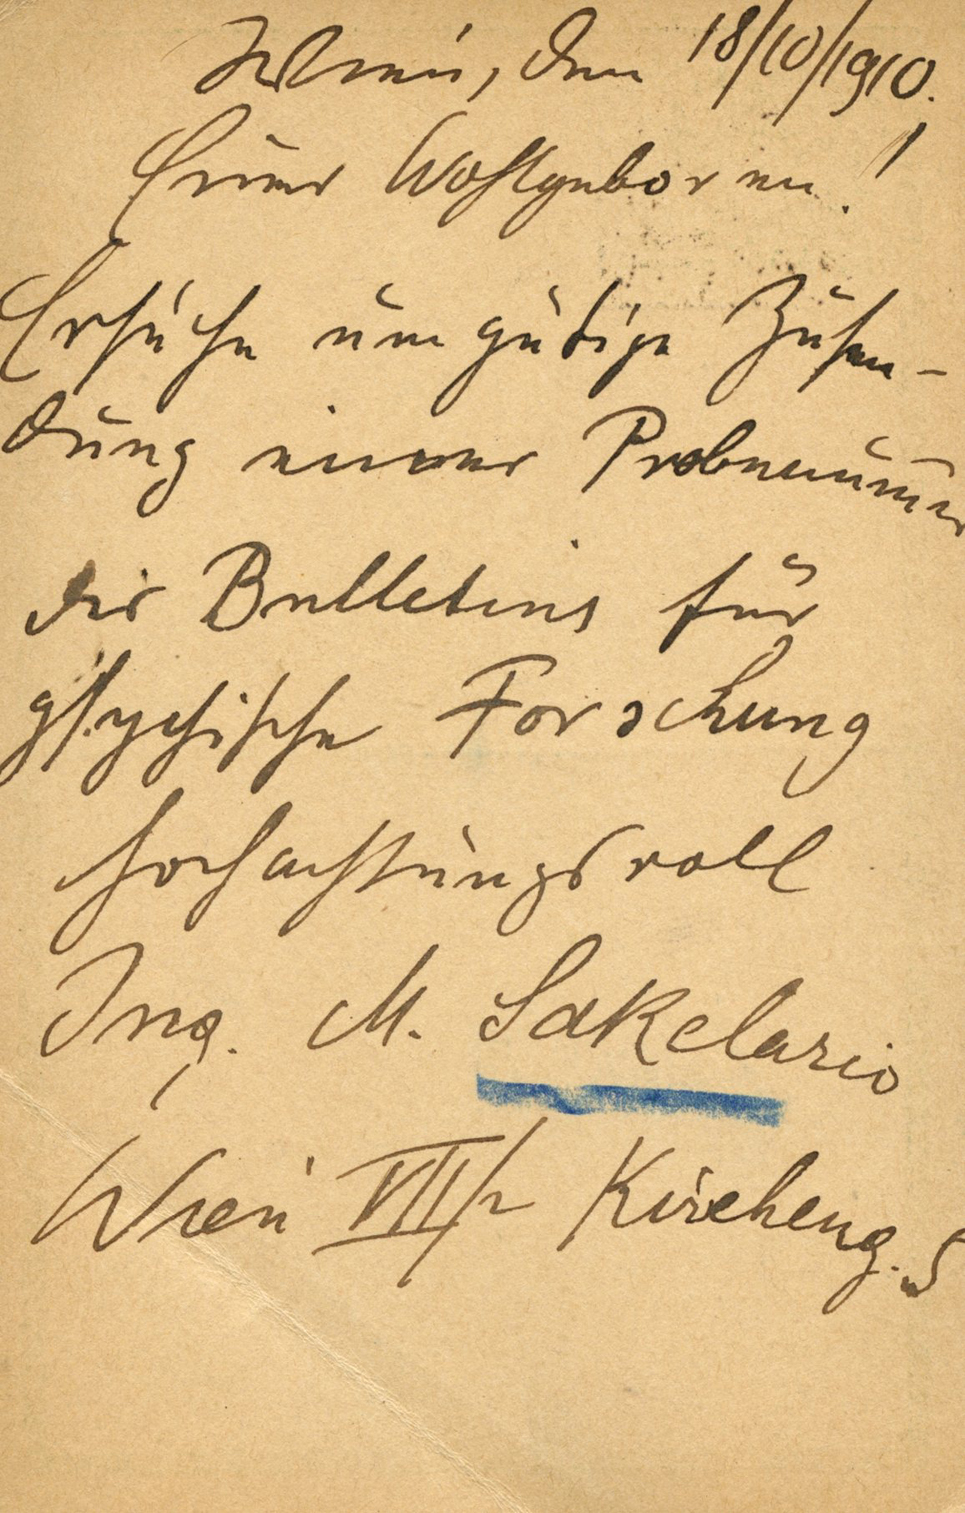 Wien, den 18/10/1910.
Euer Wohlgeboren!
Ersuche um gütige Zusen-
dung einer Probenummer
des Bulletins für
psychische Forschung
Hochachtungsvoll
Ing. M. Sakelario
Wien VII/2 Kircheng. 5